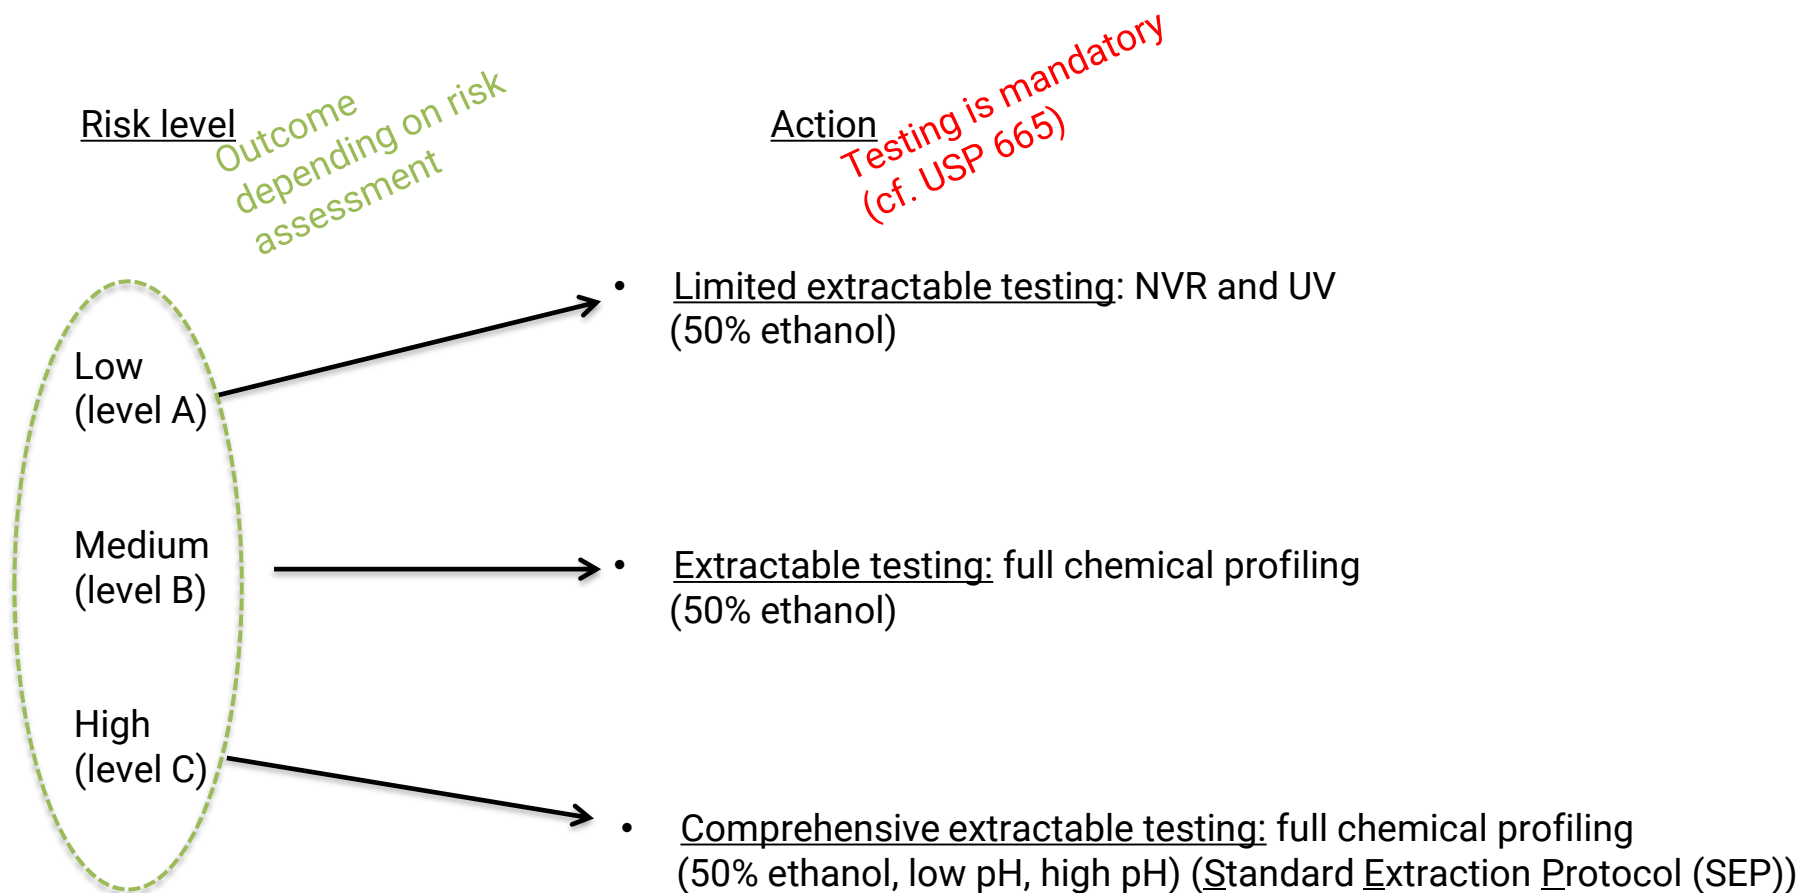 Risk level
Outcome
depending on risk
assessment
Action
Testing is mandatory
(cf. USP 665)
Low
(level A)
• Limited extractable testing: NVR and UV
(50% ethanol)
Medium
(level B)
• Extractable testing: full chemical profiling
(50% ethanol)
High
(level C)
• Comprehensive extractable testing: full chemical profiling
(50% ethanol, low pH, high pH) (Standard Extraction Protocol (SEP))